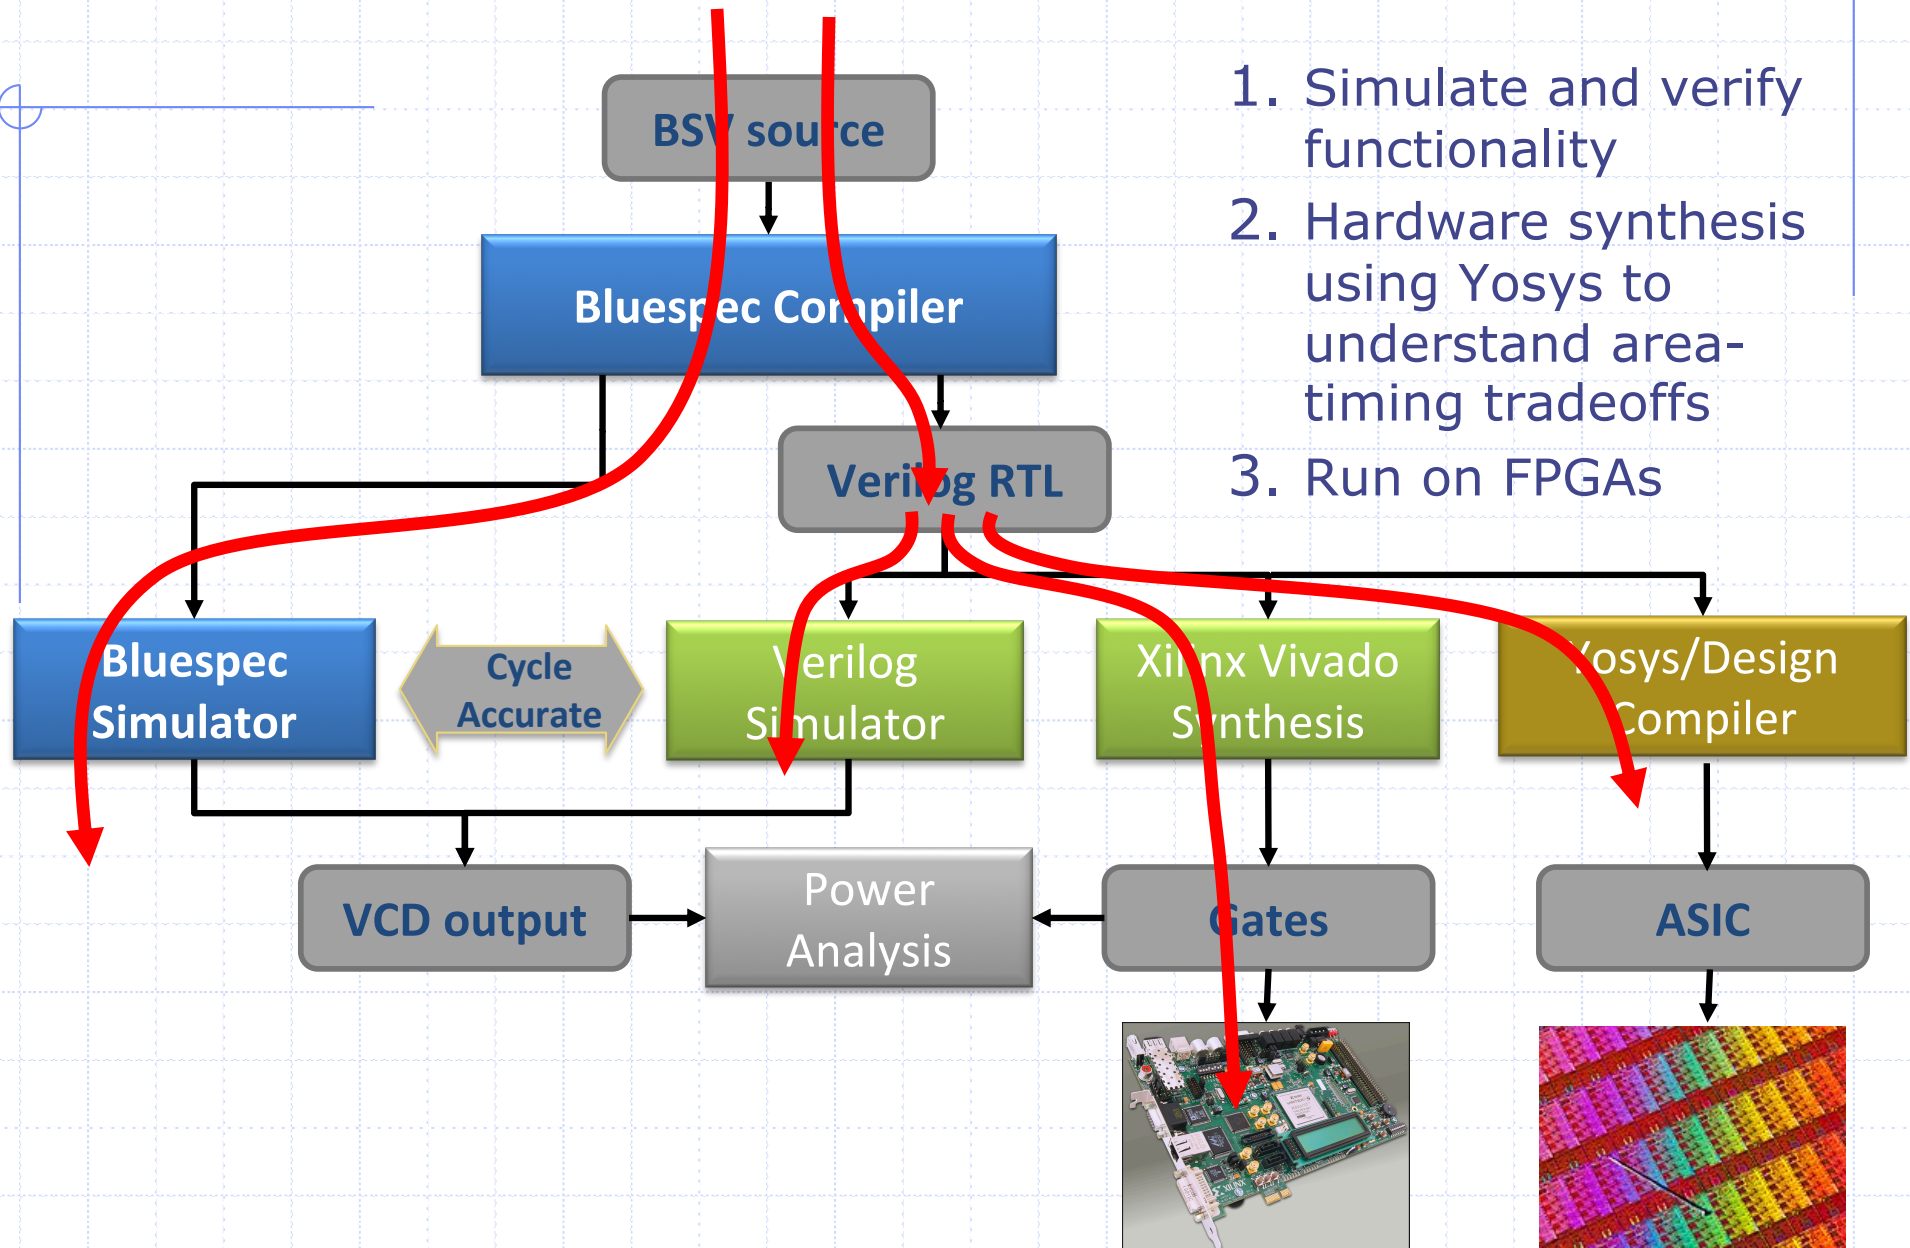 BSV source
Bluespec Compiler
Verilog RTL
1. Simulate and verify
functionality
2. Hardware synthesis
using Yosys to
understand area-
timing tradeoffs
3. Run on FPGAs
Bluespec
Simulator
Cycle
Accurate
Verilog
Simulator
Xilinx Vivado
Synthesis
Yosys/Design
Compiler
VCD output
Power
Analysis
Gates
ASIC
XILINX